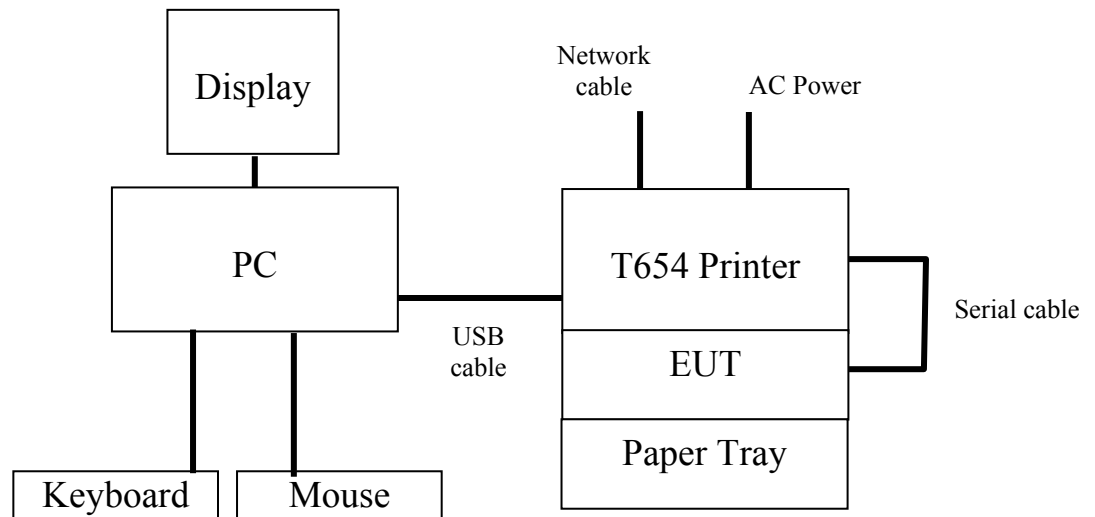 Display
Network
cable
AC Power
PC
T654 Printer
Serial cable
USB
cable
EUT
Paper Tray
Keyboard
Mouse